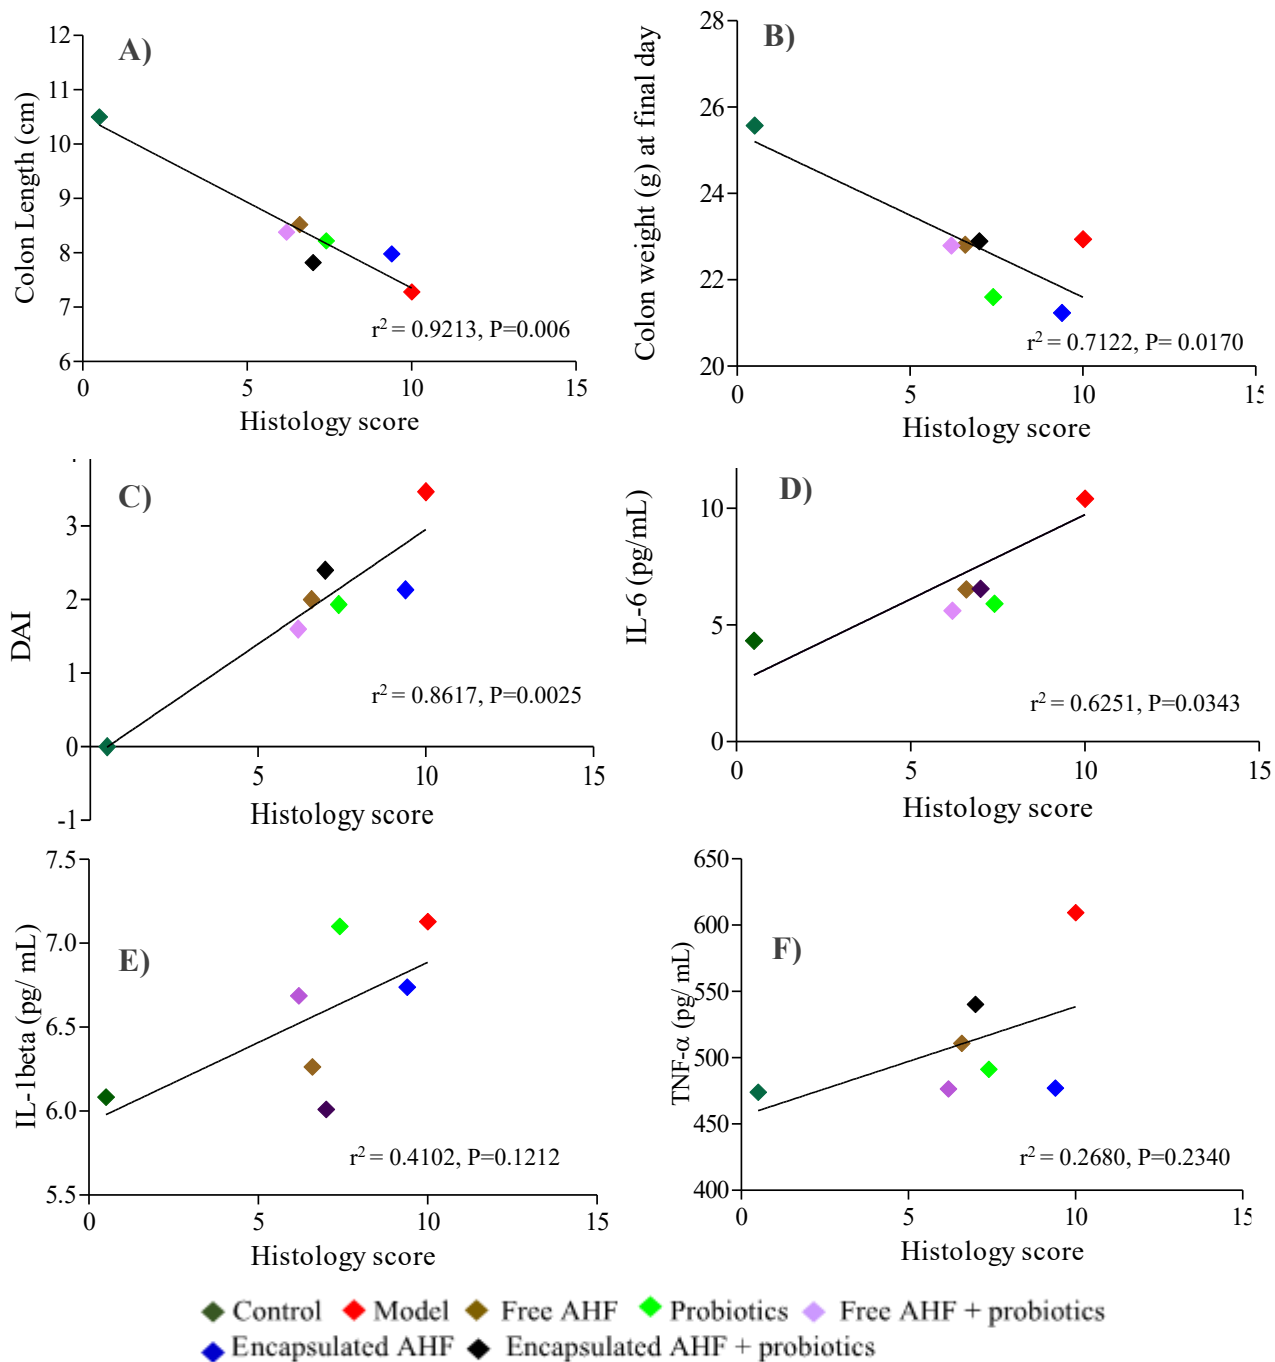 A)
Colon Length (cm)
12
11
10
9
8
7
6
0
5
10
15
r² = 0.9213, P=0.006
Histology score
B)
Colon weight (g) at final day
28
26
24
22
20
0
5
10
15
r² = 0.7122, P= 0.0170
Histology score
C)
DAI
3
2
1
0
-1
5
10
15
r² = 0.8617, P=0.0025
Histology score
D)
IL-6 (pg/mL)
10
5
0
0
5
10
15
r² = 0.6251, P=0.0343
Histology score
E)
IL-1beta (pg/ mL)
7.5
7.0
6.5
6.0
5.5
0
5
10
15
r² = 0.4102, P=0.1212
Histology score
F)
TNF-α (pg/ mL)
650
600
550
500
450
400
0
5
10
15
r² = 0.2680, P=0.2340
Histology score
Control Model Free AHF Probiotics Free AHF + probiotics
Encapsulated AHF Encapsulated AHF + probiotics